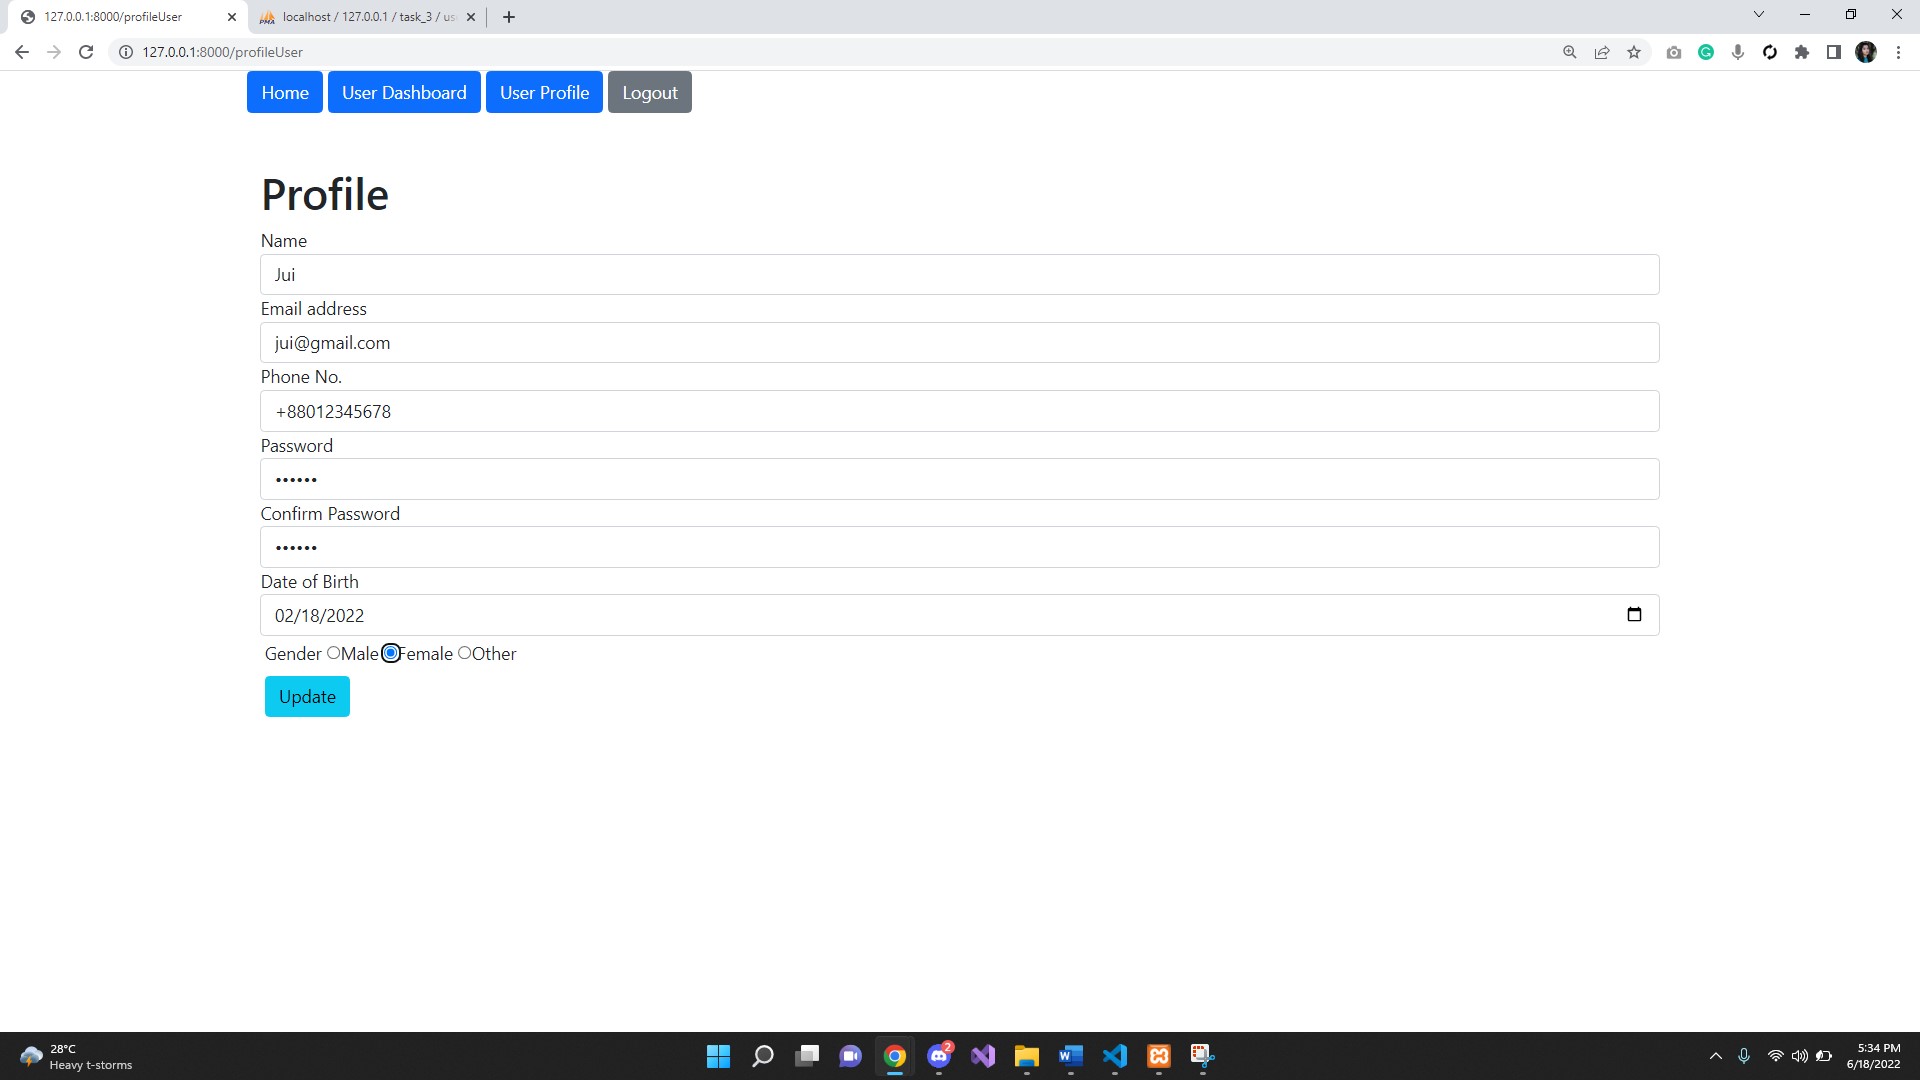 127.0.0.1:8000/profileUser
localhost / 127.0.0.1 / task_3 / us
127.0.0.1:8000/profileUser
Home User Dashboard User Profile Logout
Profile
Name
Jui
Email address
jui@gmail.com
Phone No.
+88012345678
Password
••••••
Confirm Password
••••••
Date of Birth
02/18/2022
Gender Male Female Other
Update
28°C
Heavy t-storms
2
5:34 PM
6/18/2022